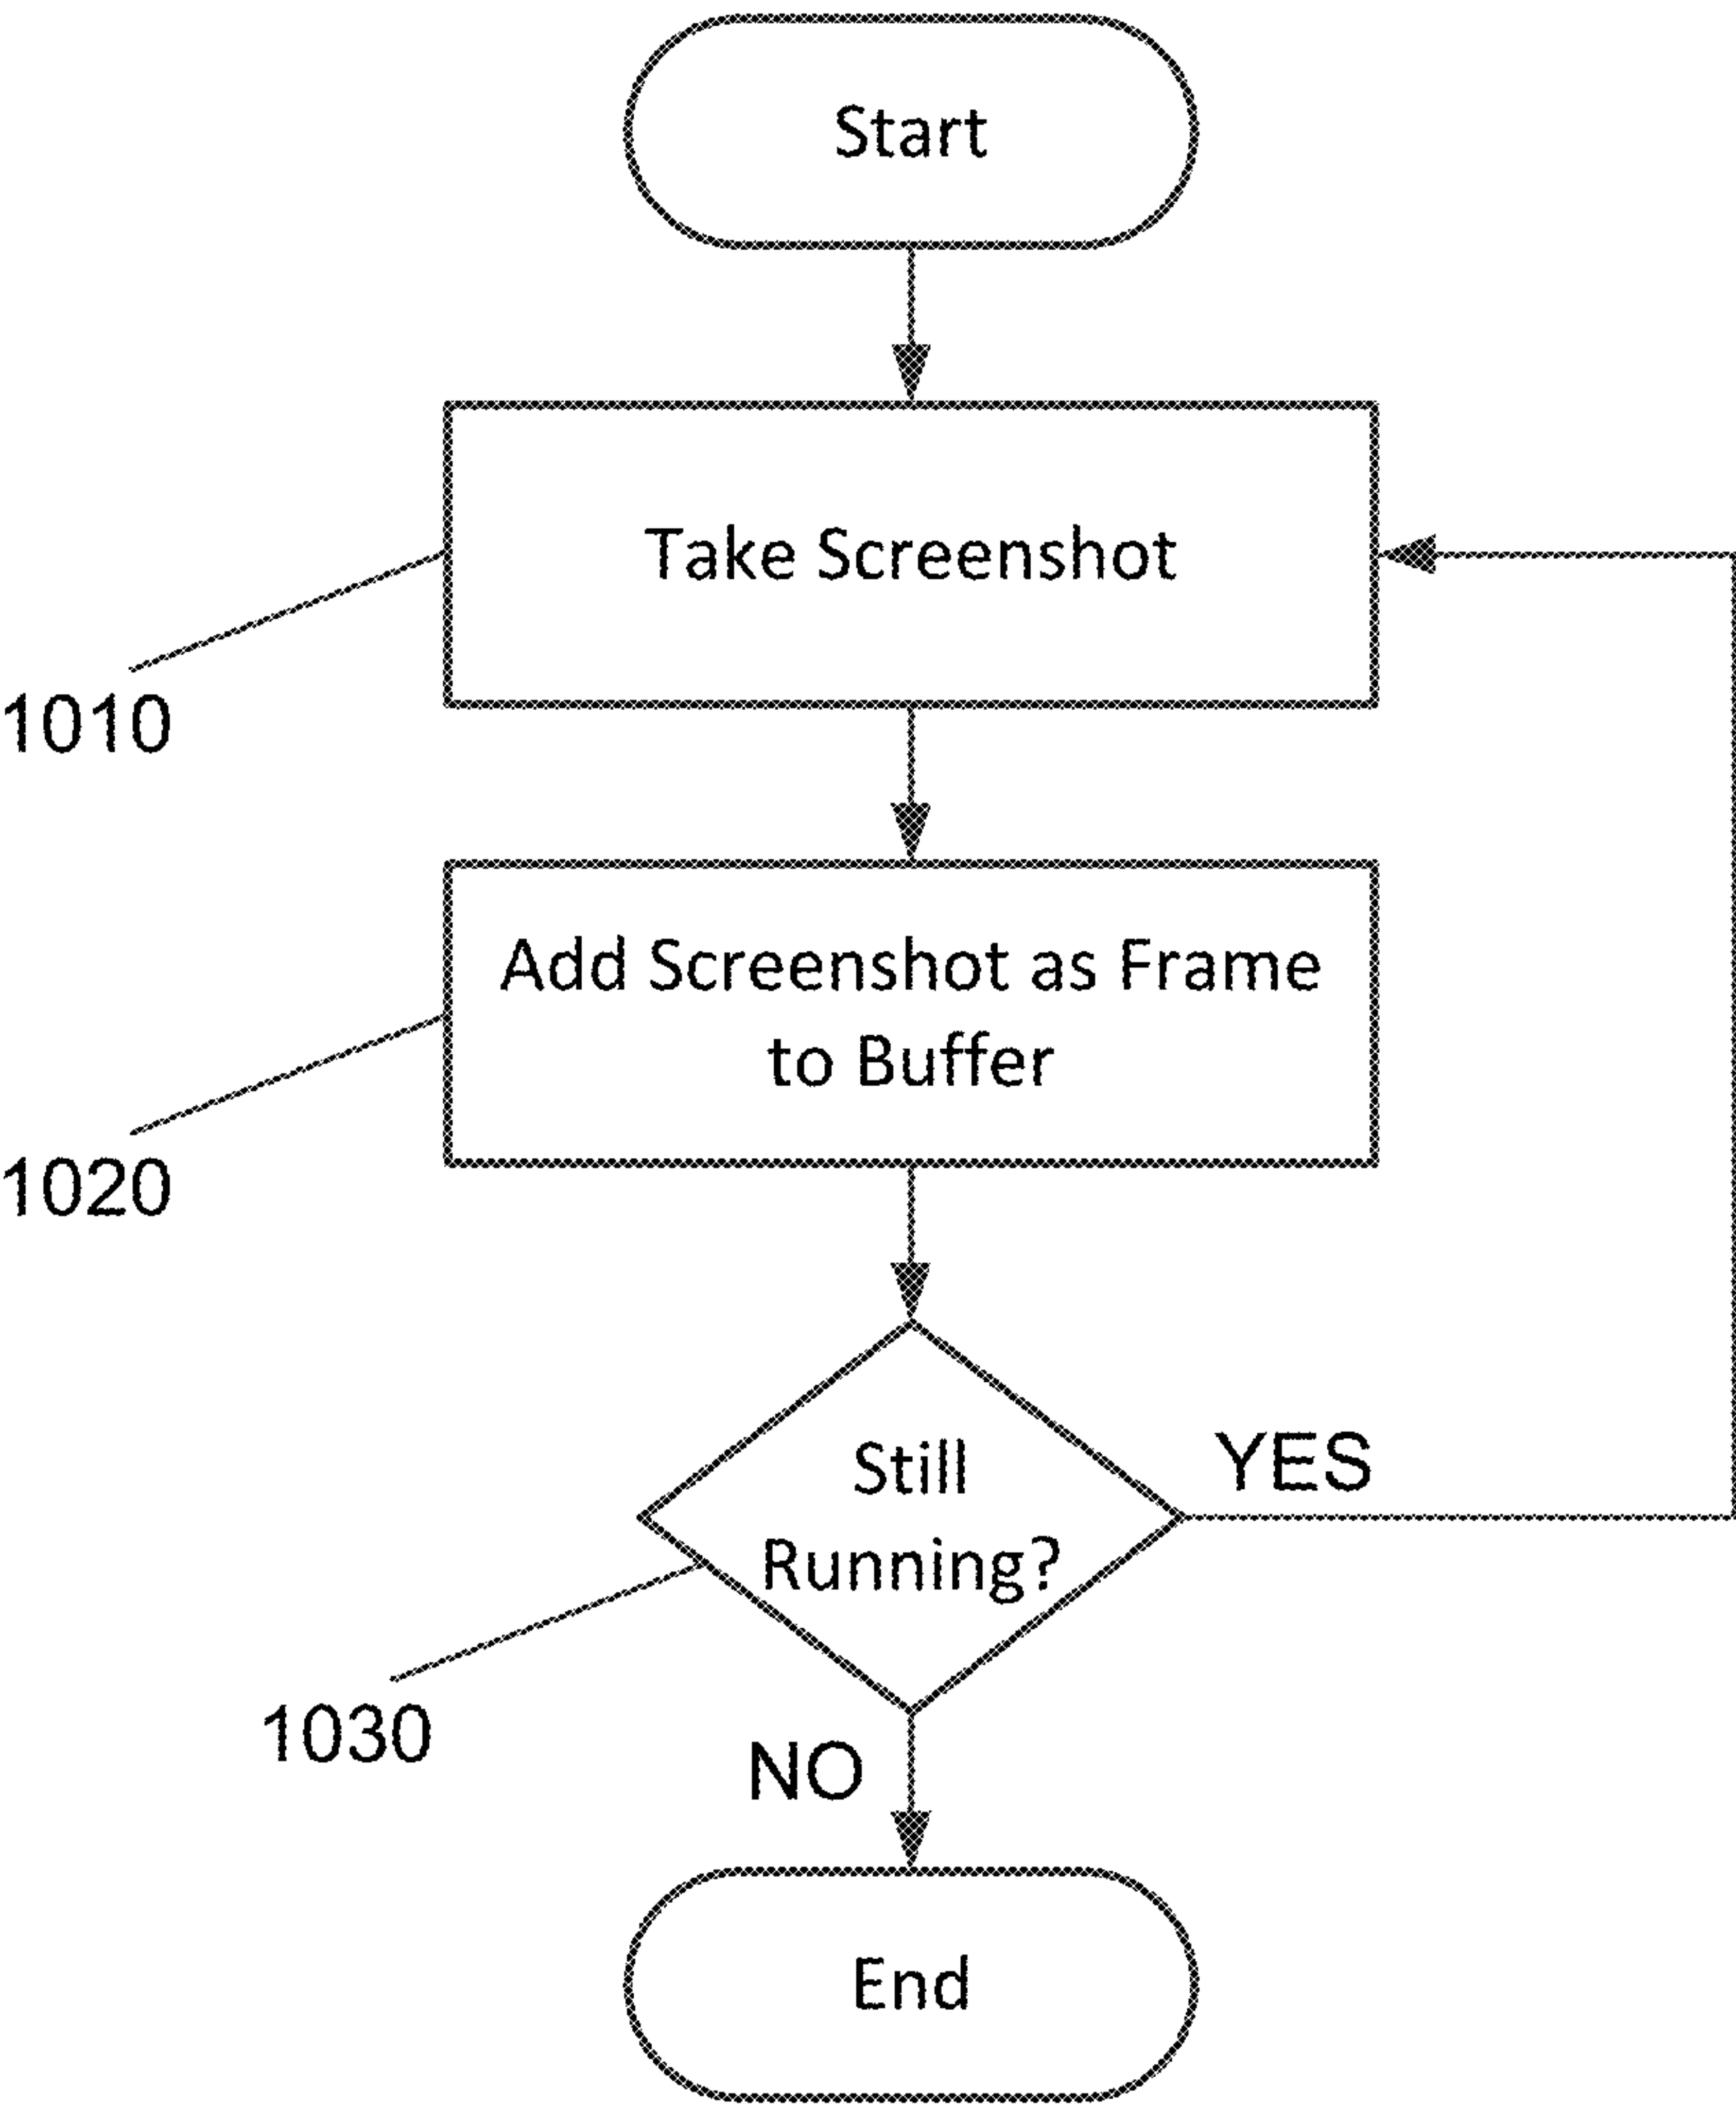 Start
Take Screenshot
1010
Add Screenshot as Frame
to Buffer
1020
Still
Running?
YES
1030
NO
End